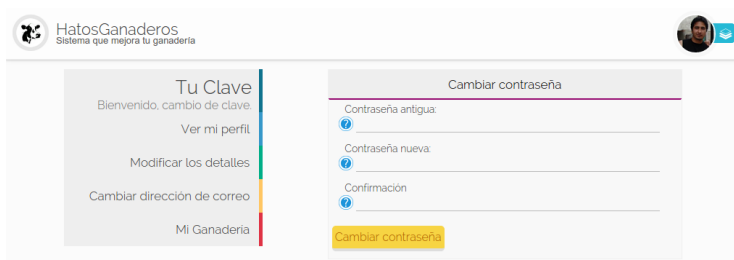 HatosGanaderos
Sistema que mejora tu ganadería
Tu Clave
Bienvenido, cambio de clave.
Ver mi perfil
Modificar los detalles
Cambiar dirección de correo
Mi Ganaderia
Cambiar contraseña
Contraseña antigua:
?
Contraseña nueva:
?
Confirmación
?
Cambiar contraseña